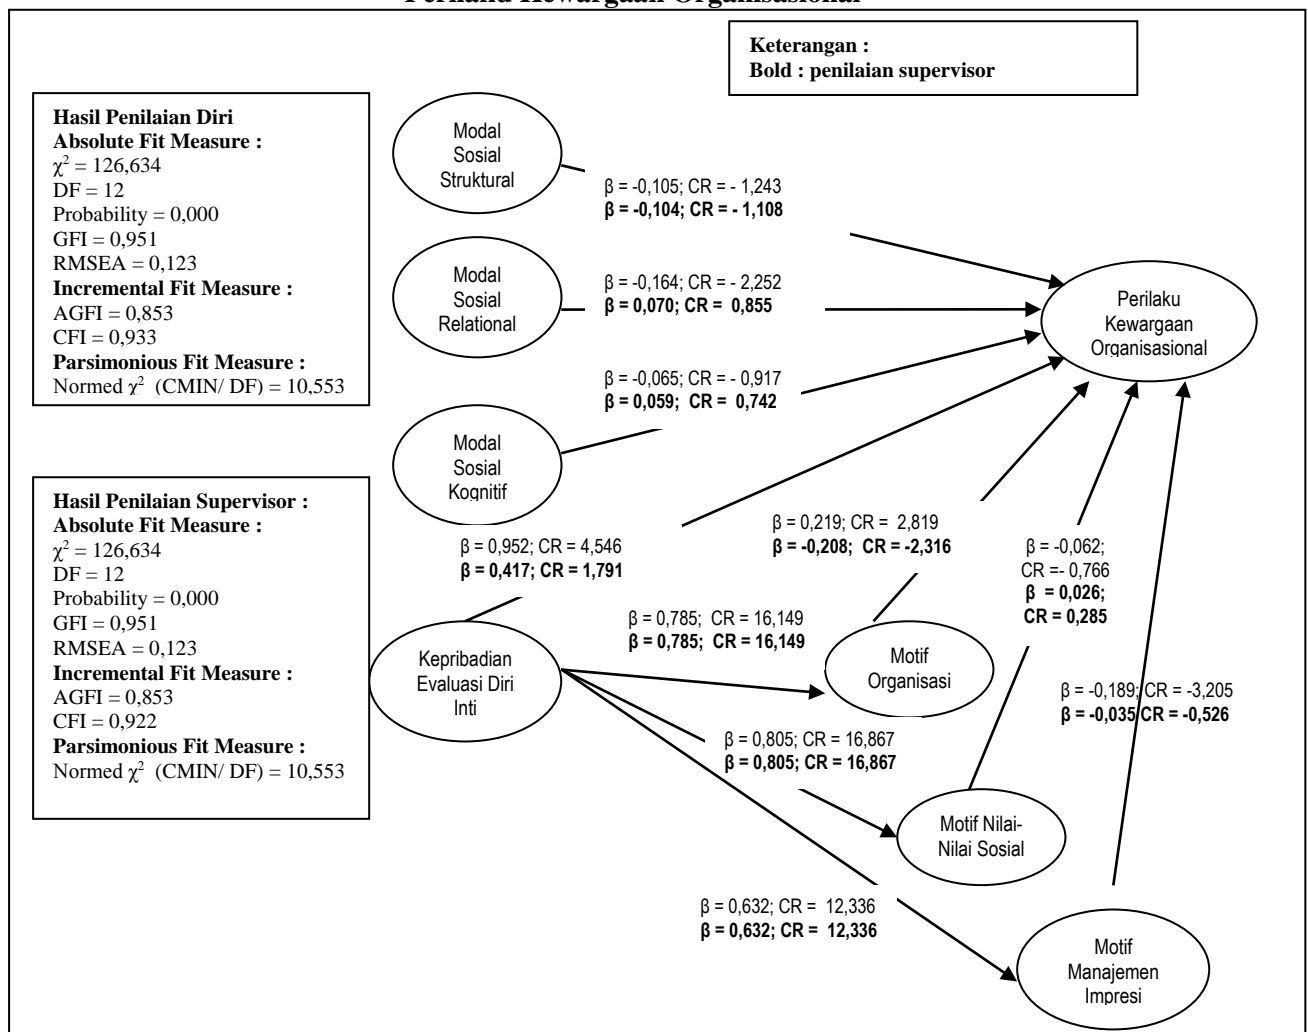 Perilaku Kewargaan Organisasional
Keterangan :
Bold : penilaian supervisor
Hasil Penilaian Diri
Absolute Fit Measure :
χ² = 126,634
DF = 12
Probability = 0,000
GFI = 0,951
RMSEA = 0,123
Incremental Fit Measure :
AGFI = 0,853
CFI = 0,933
Parsimonious Fit Measure :
Normed χ² (CMIN/ DF) = 10,553
Modal
Sosial
Struktural
β = -0,105; CR = - 1,243
β = -0,104; CR = - 1,108
Modal
Sosial
Relational
β = -0,164; CR = - 2,252
β = 0,070; CR = 0,855
Perilaku
Kewargaan
Organisasional
β = -0,065; CR = - 0,917
β = 0,059; CR = 0,742
Modal
Sosial
Kognitif
Hasil Penilaian Supervisor :
Absolute Fit Measure :
χ² = 126,634
DF = 12
Probability = 0,000
GFI = 0,951
RMSEA = 0,123
Incremental Fit Measure :
AGFI = 0,853
CFI = 0,922
Parsimonious Fit Measure :
Normed χ² (CMIN/ DF) = 10,553
β = 0,952; CR = 4,546
β = 0,417; CR = 1,791
β = 0,219; CR = 2,819
β = -0,208; CR = -2,316
β = -0,062;
CR =- 0,766
β = 0,026;
CR = 0,285
β = 0,785; CR = 16,149
β = 0,785; CR = 16,149
Kepribadian
Evaluasi Diri
Inti
Motif
Organisasi
β = -0,189; CR = -3,205
β = -0,035 CR = -0,526
β = 0,805; CR = 16,867
β = 0,805; CR = 16,867
Motif Nilai-
Nilai Sosial
β = 0,632; CR = 12,336
β = 0,632; CR = 12,336
Motif
Manajemen
Impresi